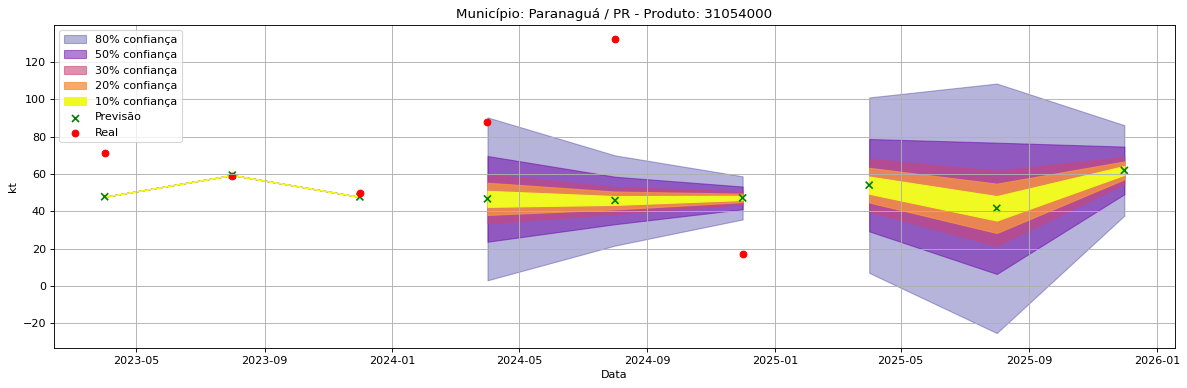 Município: Paranaguá / PR - Produto: 31054000
80% confiança
50% confiança
30% confiança
20% confiança
10% confiança
Previsão
Real
kt
120
100
80
60
40
20
0
−20
2023-05
2023-09
2024-01
2024-05
2024-09
2025-01
2025-05
2025-09
2026-01
Data